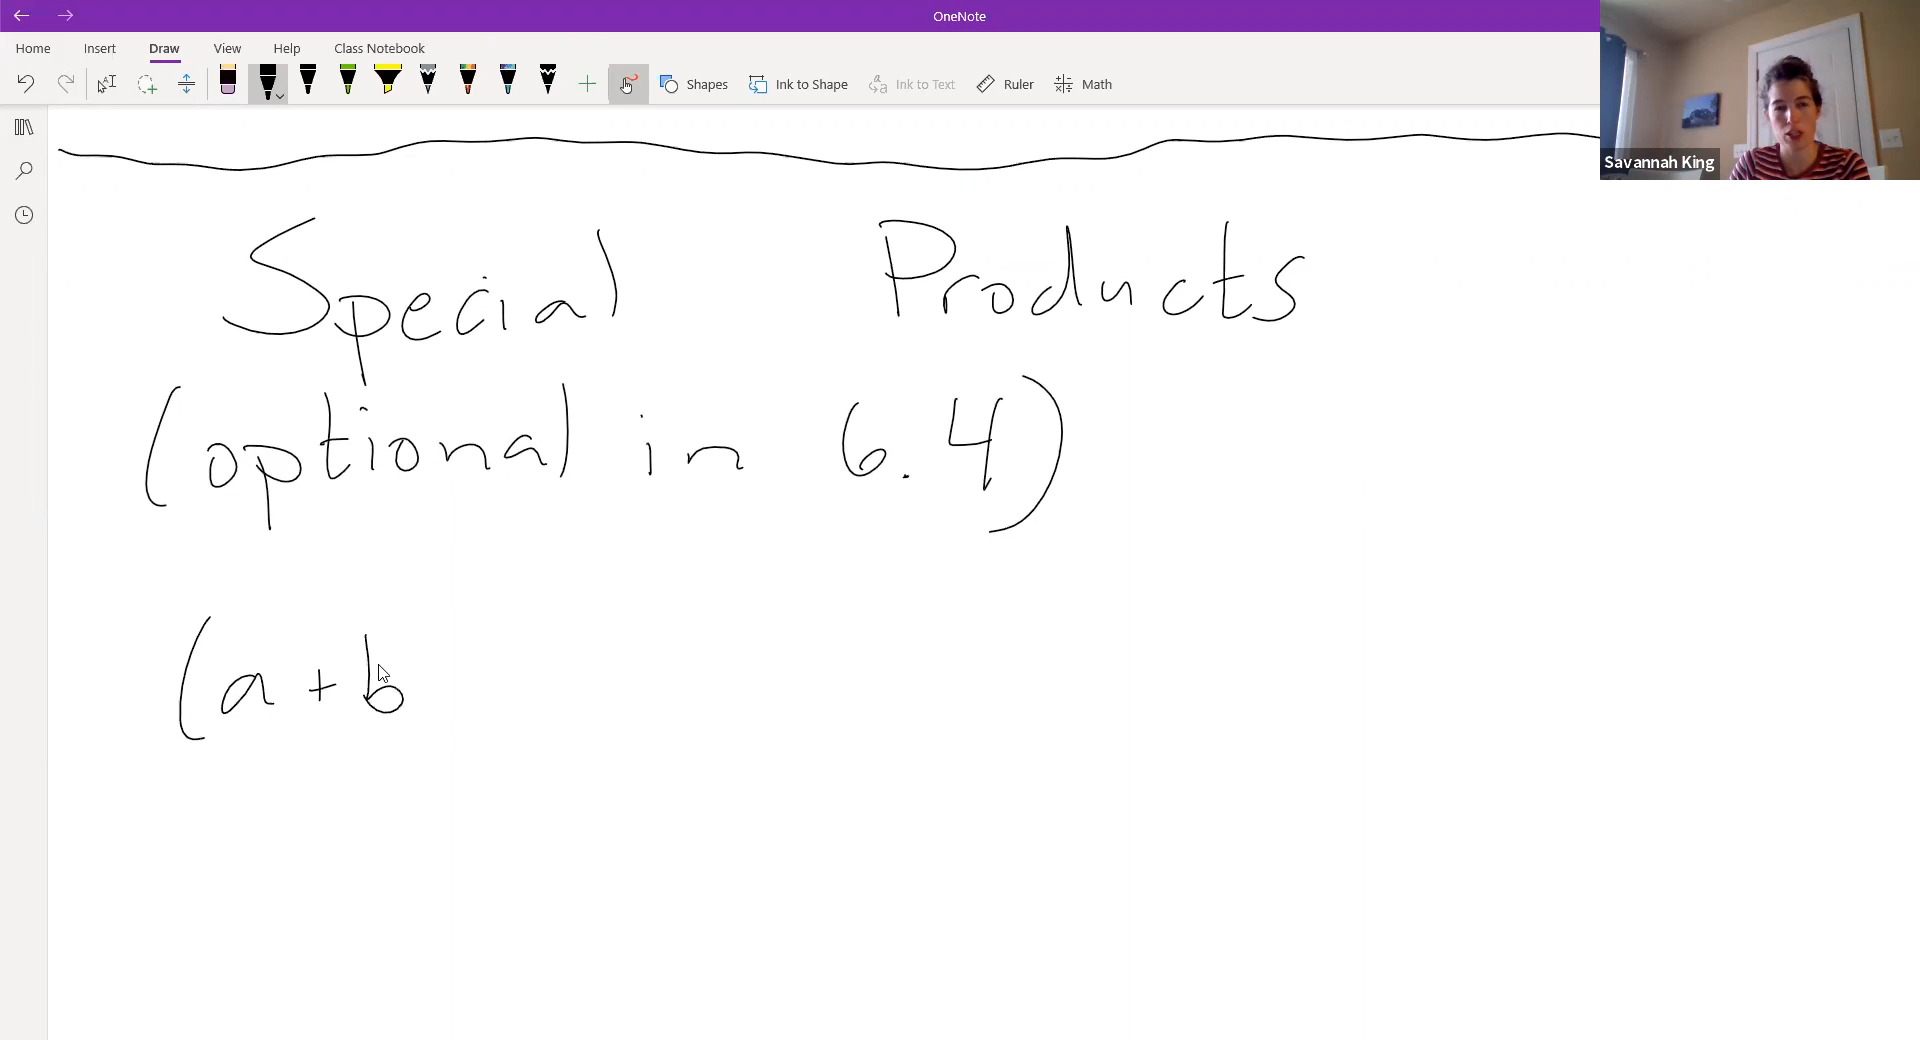 OneNote
Home Insert Draw View Help Class Notebook
Shapes Ink to Shape Ink to Text Ruler Math
Savannah King
Special Products
(optional in 6.4)
(a + b